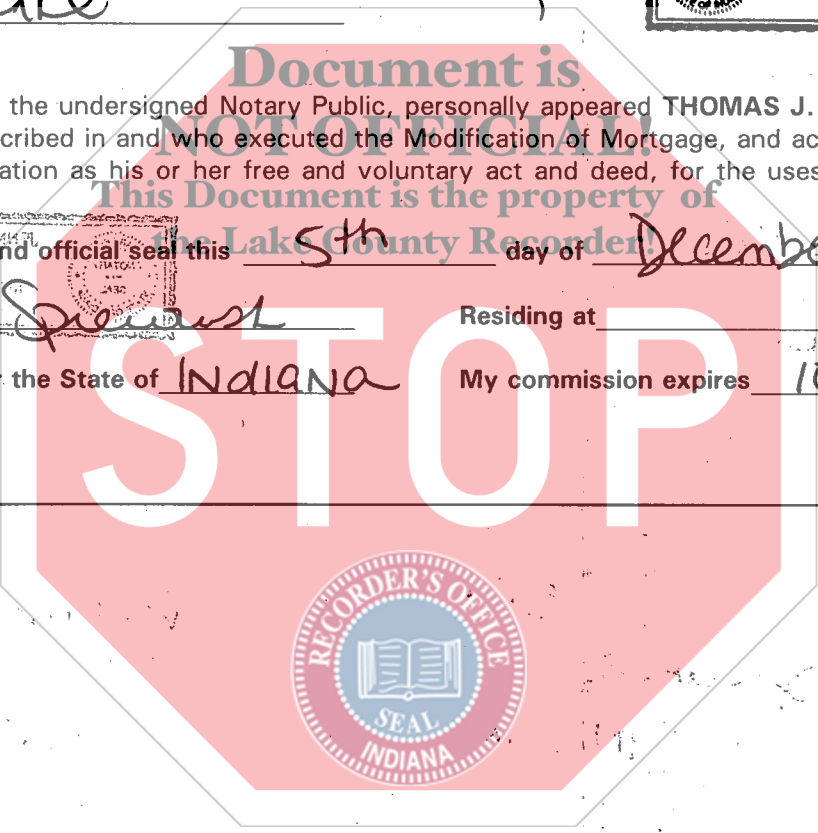 Document is
the undersigned Notary Public, personally appeared THOMAS J.
NOT OFFICIAL!
cribed in and who executed the Modification of Mortgage, and ac
ation as his or her free and voluntary act and deed, for the uses
This Document is the property of
the Lake County Recorder!
nd official seal this 5th day of Decembe
Residing at
the State of INdIANA My commission expires 10
STOP
RECORDER'S OFFICE
SEAL
INDIANA